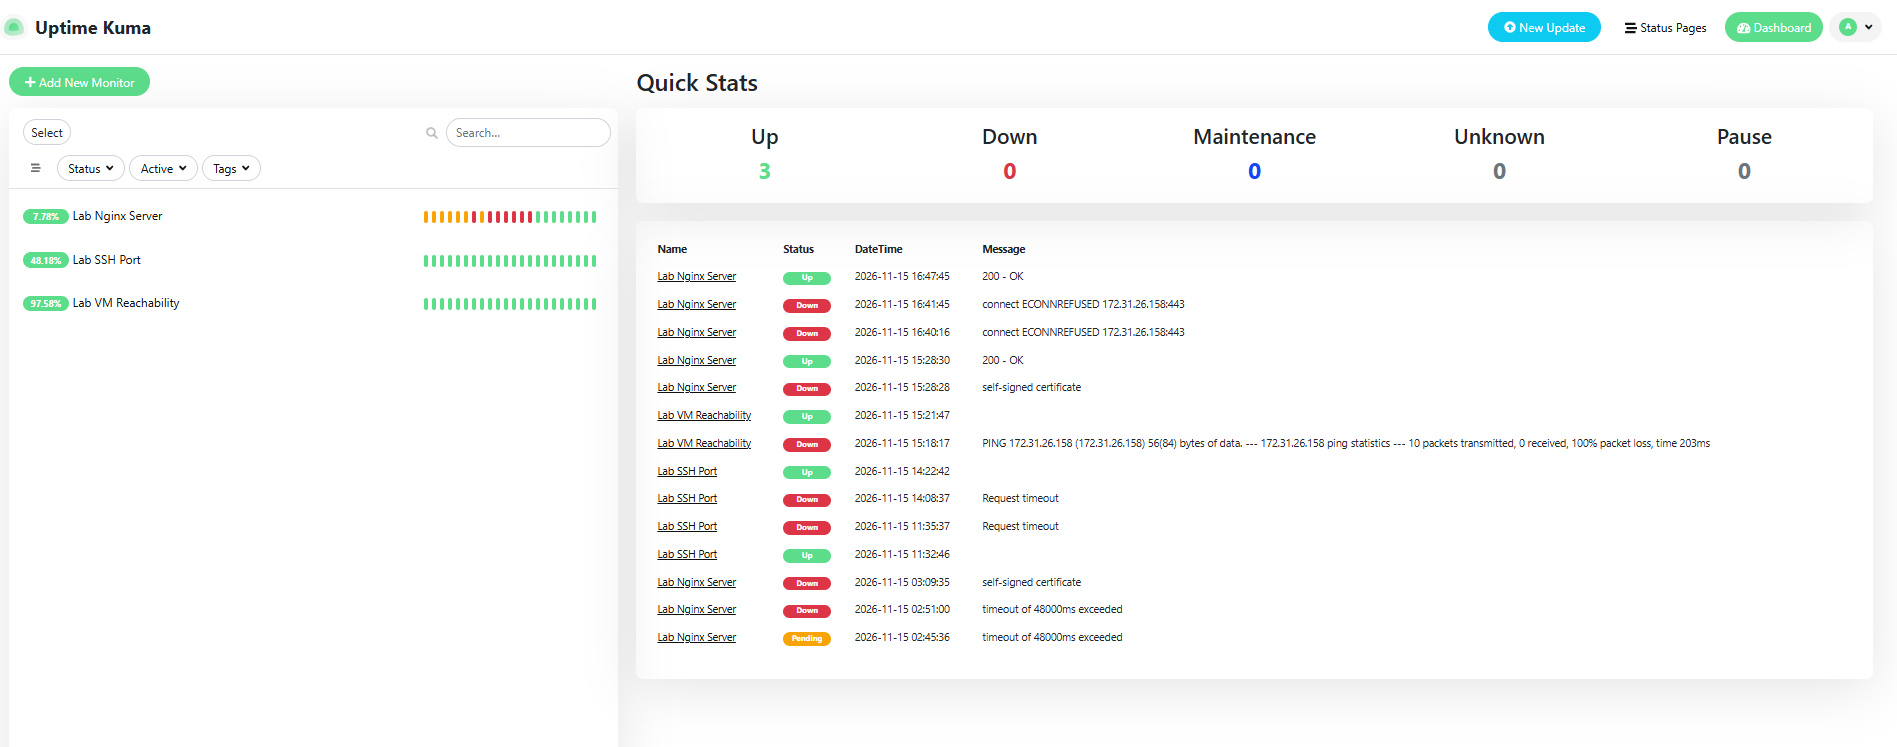 Uptime Kuma
New Update
Status Pages
Dashboard
A
Add New Monitor
Select
Search...
Status
Active
Tags
7.78% Lab Nginx Server
48.18% Lab SSH Port
97.58% Lab VM Reachability
Quick Stats
Up Down Maintenance Unknown Pause
3 0 0 0 0
Name Status DateTime Message
Lab Nginx Server Up 2026-11-15 16:47:45 200 - OK
Lab Nginx Server Down 2026-11-15 16:41:45 connect ECONNREFUSED 172.31.26.158:443
Lab Nginx Server Down 2026-11-15 16:40:16 connect ECONNREFUSED 172.31.26.158:443
Lab Nginx Server Up 2026-11-15 15:28:30 200 - OK
Lab Nginx Server Down 2026-11-15 15:28:28 self-signed certificate
Lab VM Reachability Up 2026-11-15 15:21:47
Lab VM Reachability Down 2026-11-15 15:18:17 PING 172.31.26.158 (172.31.26.158) 56(84) bytes of data. --- 172.31.26.158 ping statistics --- 10 packets transmitted, 0 received, 100% packet loss, time 203ms
Lab SSH Port Up 2026-11-15 14:22:42
Lab SSH Port Down 2026-11-15 14:08:37 Request timeout
Lab SSH Port Down 2026-11-15 11:35:37 Request timeout
Lab SSH Port Up 2026-11-15 11:32:46
Lab Nginx Server Down 2026-11-15 03:09:35 self-signed certificate
Lab Nginx Server Down 2026-11-15 02:51:00 timeout of 48000ms exceeded
Lab Nginx Server Pending 2026-11-15 02:45:36 timeout of 48000ms exceeded